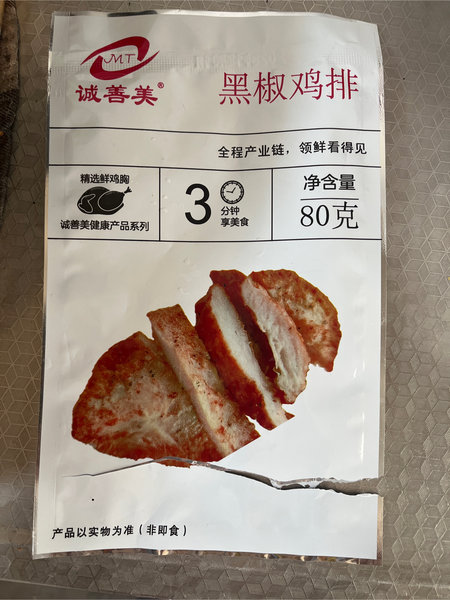 JMT
诚善美®
黑椒鸡排
全程产业链，领鲜看得见
精选鲜鸡胸
诚善美健康产品系列
3
分钟
享美食
净含量
80克
产品以实物为准（非即食）